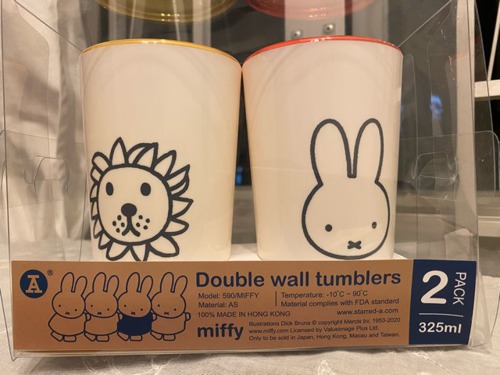 A ®
Double wall tumblers
Model: 590/MIFFY
Material: AS
100% MADE IN HONG KONG
Temperature: -10°C ~ 90°C
Material complies with FDA standard
www.starred-a.com
miffy
Illustrations Dick Bruna © copyright Mercis bv, 1953-2020
www.miffy.com Licensed by Valueimage Plus Ltd.
Only to be sold in Japan, Hong Kong, Macau and Taiwan.
2 PACK
325ml